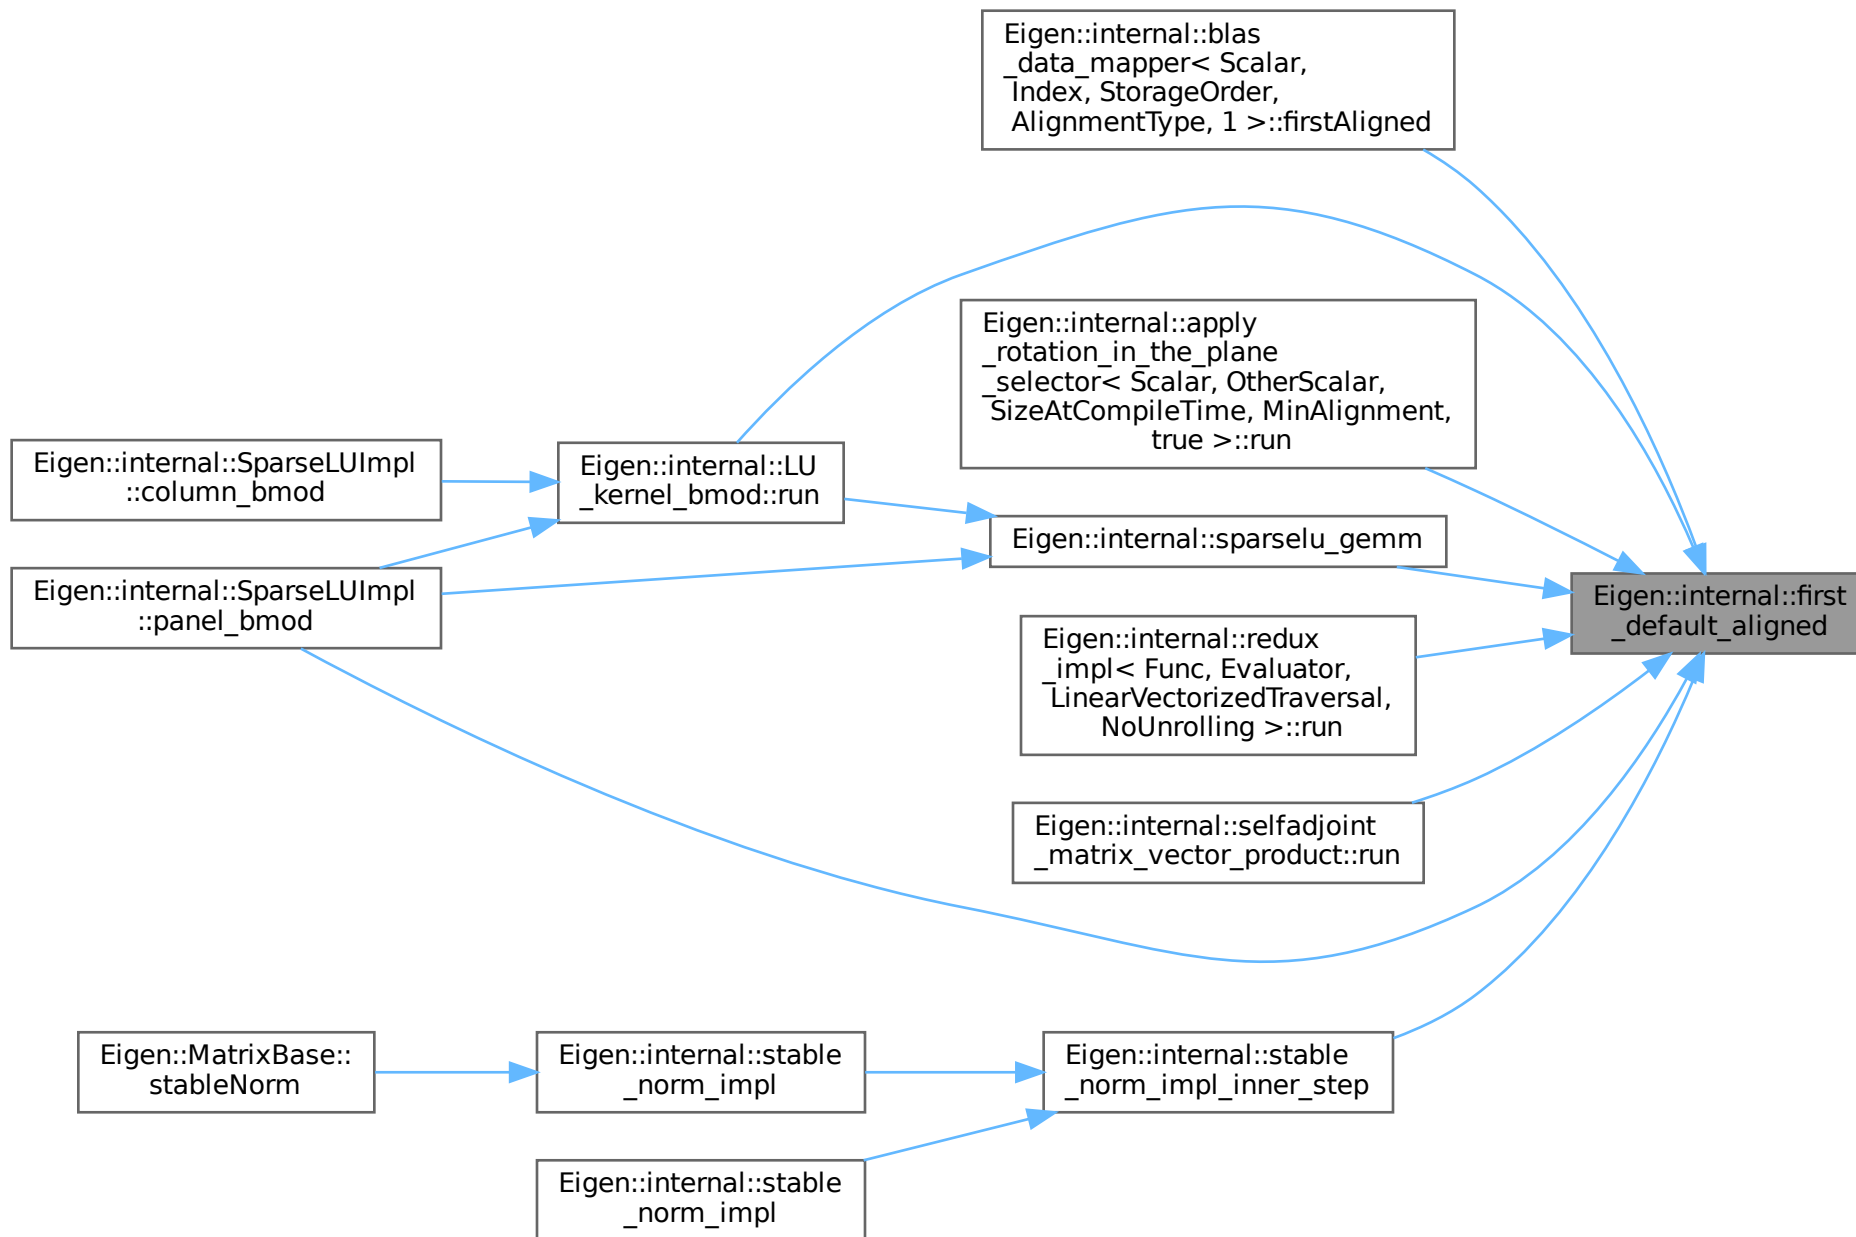 Eigen::internal::blas
_data_mapper< Scalar,
Index, StorageOrder,
AlignmentType, 1 >::firstAligned
Eigen::internal::apply
_rotation_in_the_plane
_selector< Scalar, OtherScalar,
SizeAtCompileTime, MinAlignment,
true >::run
Eigen::internal::SparseLUImpl
::column_bmod
Eigen::internal::LU
_kernel_bmod::run
Eigen::internal::sparselu_gemm
Eigen::internal::SparseLUImpl
::panel_bmod
Eigen::internal::first
_default_aligned
Eigen::internal::redux
_impl< Func, Evaluator,
LinearVectorizedTraversal,
NoUnrolling >::run
Eigen::internal::selfadjoint
_matrix_vector_product::run
Eigen::MatrixBase::
stableNorm
Eigen::internal::stable
_norm_impl
Eigen::internal::stable
_norm_impl_inner_step
Eigen::internal::stable
_norm_impl